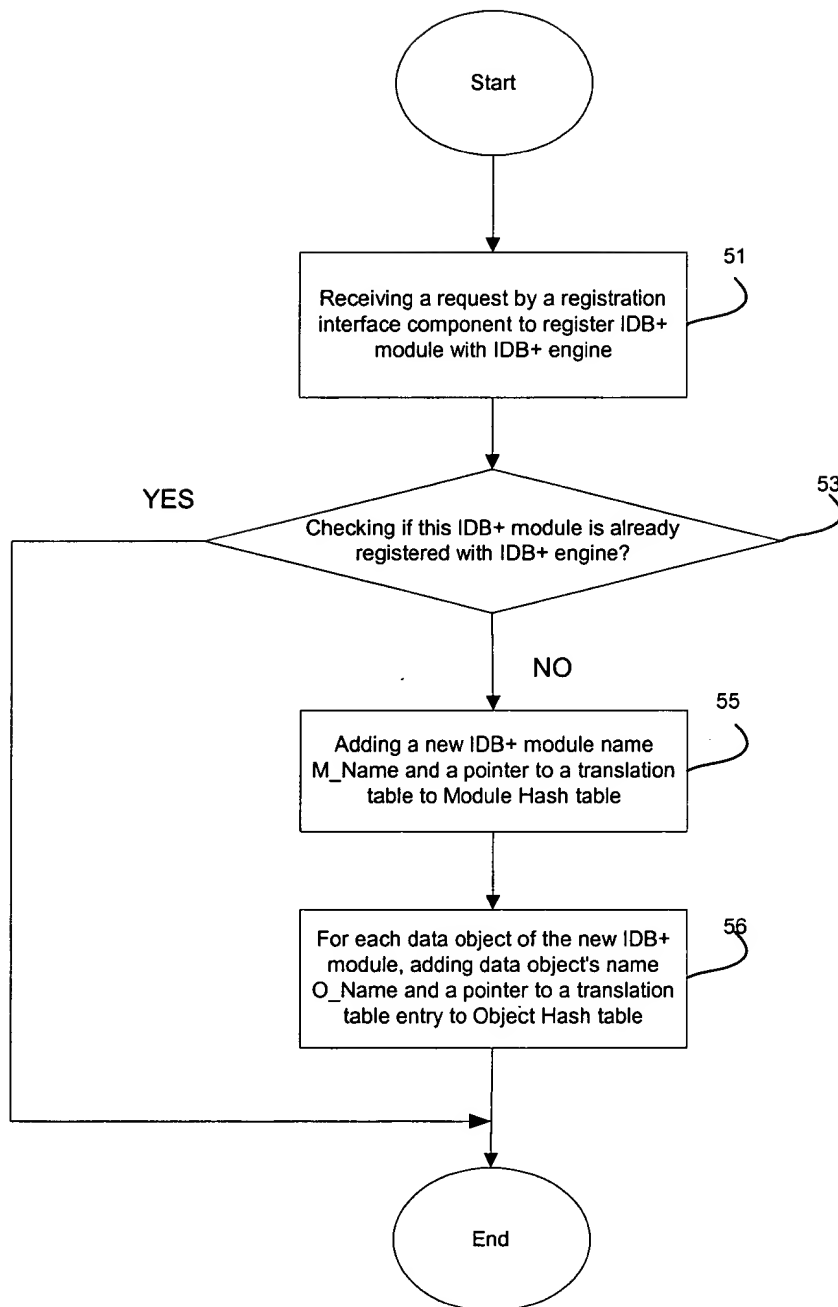 Start
51
Receiving a request by a registration
interface component to register IDB+
module with IDB+ engine
YES
53
Checking if this IDB+ module is already
registered with IDB+ engine?
NO
55
Adding a new IDB+ module name
M_Name and a pointer to a translation
table to Module Hash table
56
For each data object of the new IDB+
module, adding data object's name
O_Name and a pointer to a translation
table entry to Object Hash table
End